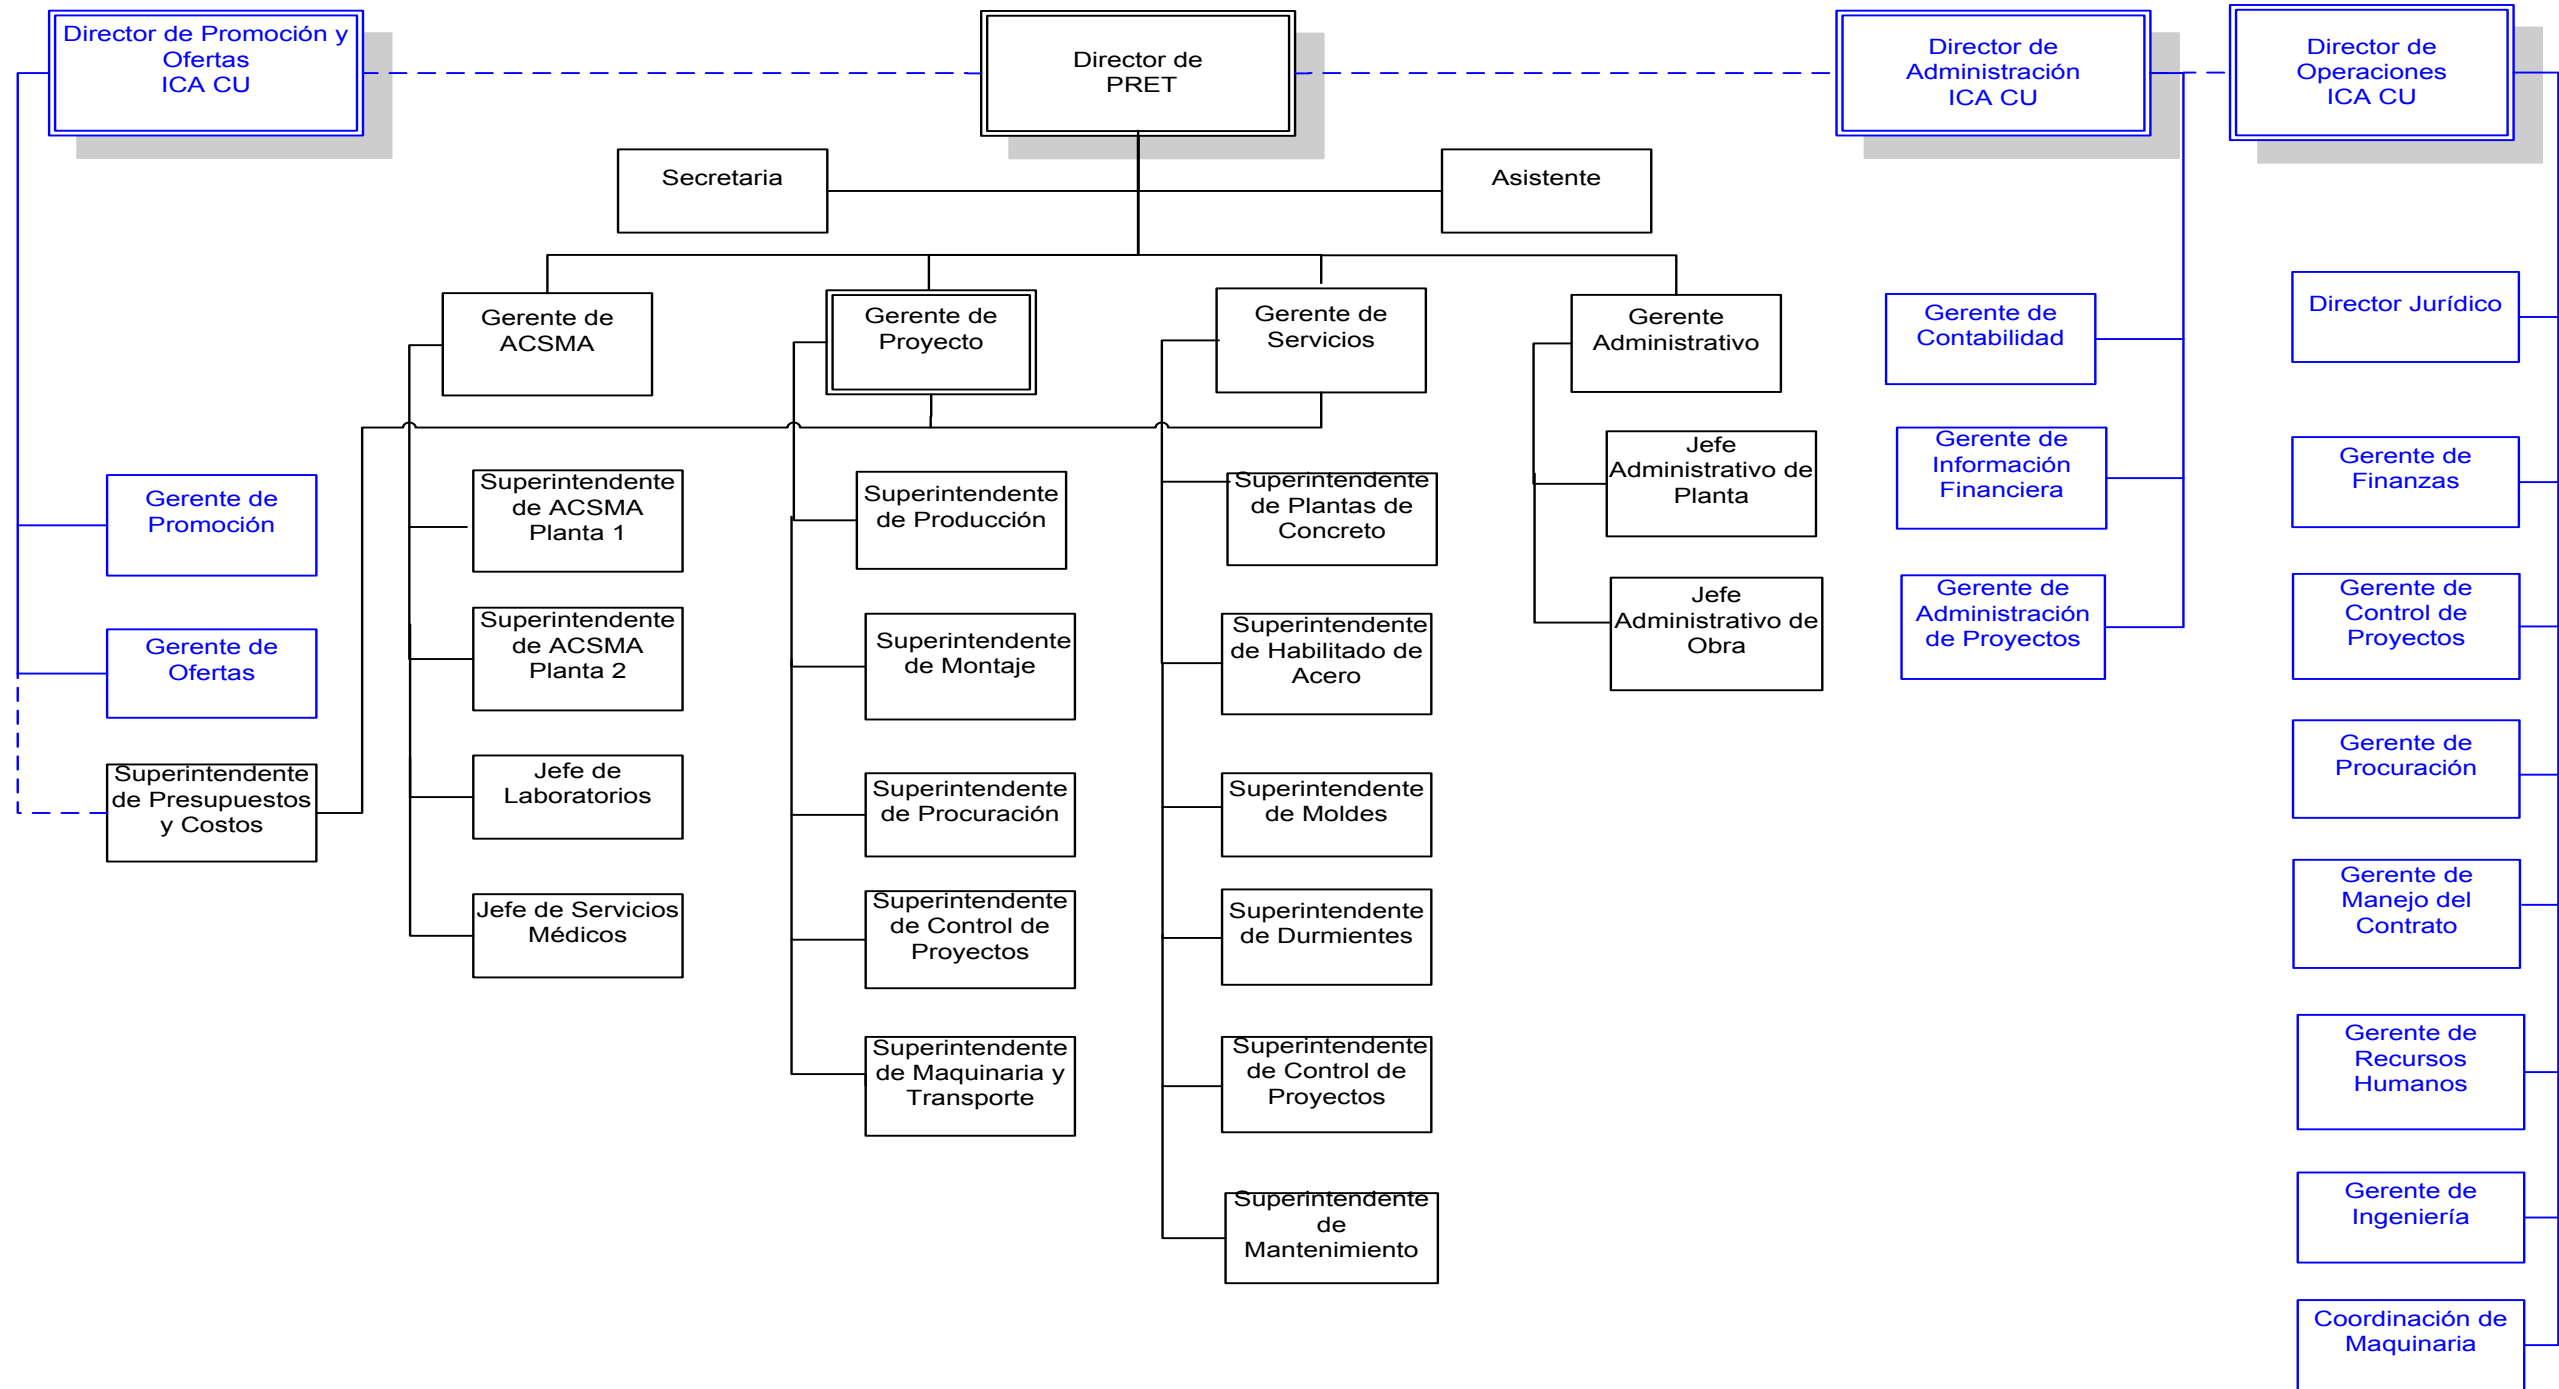 Director de Promoción y
Ofertas
ICA CU
Director de
PRET
Director de
Administración
ICA CU
Director de
Operaciones
ICA CU
Secretaria
Asistente
Gerente de
ACSMA
Gerente de
Proyecto
Gerente de
Servicios
Gerente
Administrativo
Gerente de
Contabilidad
Director Jurídico
Gerente de
Promoción
Superintendente
de ACSMA
Planta 1
Superintendente
de Producción
Superintendente
de Plantas de
Concreto
Jefe
Administrativo de
Planta
Gerente de
Información
Financiera
Gerente de
Finanzas
Gerente de
Ofertas
Superintendente
de ACSMA
Planta 2
Superintendente
de Montaje
Superintendente
de Habilitado de
Acero
Jefe
Administrativo de
Obra
Gerente de
Administración
de Proyectos
Gerente de
Control de
Proyectos
Superintendente
de Presupuestos
y Costos
Jefe de
Laboratorios
Superintendente
de Procuración
Superintendente
de Moldes
Gerente de
Procuración
Jefe de Servicios
Médicos
Superintendente
de Control de
Proyectos
Superintendente
de Durmientes
Gerente de
Manejo del
Contrato
Superintendente
de Maquinaria y
Transporte
Superintendente
de Control de
Proyectos
Gerente de
Recursos
Humanos
Superintendente
de
Mantenimiento
Gerente de
Ingeniería
Coordinación de
Maquinaria